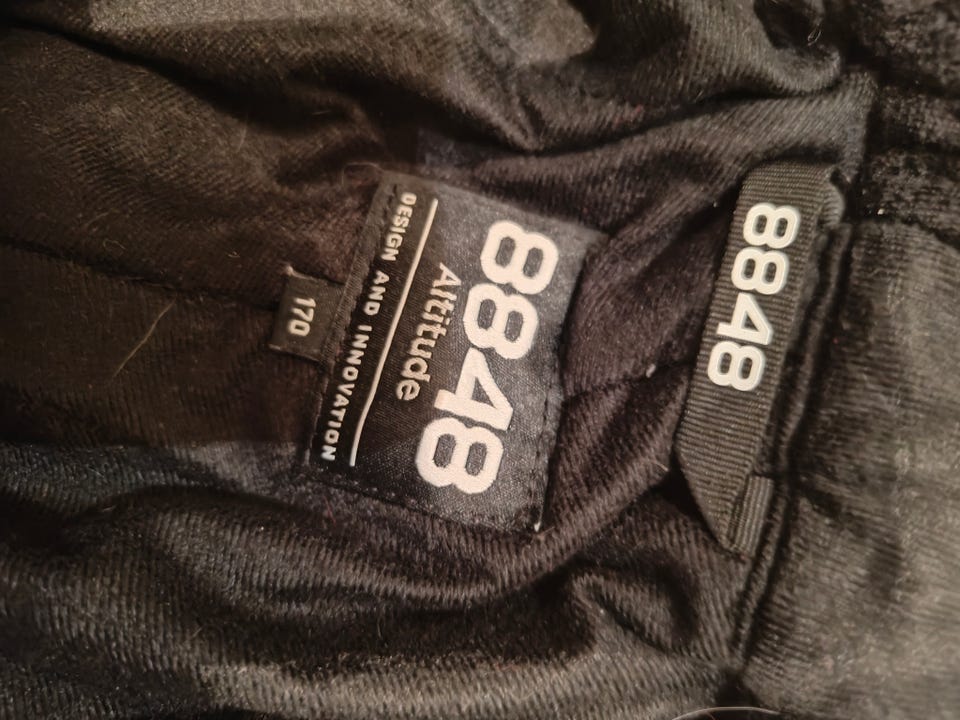 8848
8848
Altitude
DESIGN AND INNOVATION
170